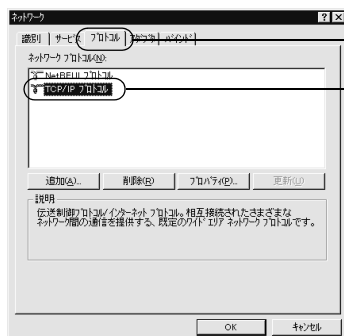 ネットワーク
識別 サービス プロトコル アダプタ バインド
ネットワーク プロトコル(N):
NetBEUI プロトコル
TCP/IP プロトコル
追加(A)... 削除(R) プロパティ(P)... 更新(U)
説明
伝送制御プロトコル/インターネット プロトコル。相互接続されたさまざまな
ネットワーク間の通信を提供する、既定のワイド エリア ネットワーク プロトコルです。
OK キャンセル